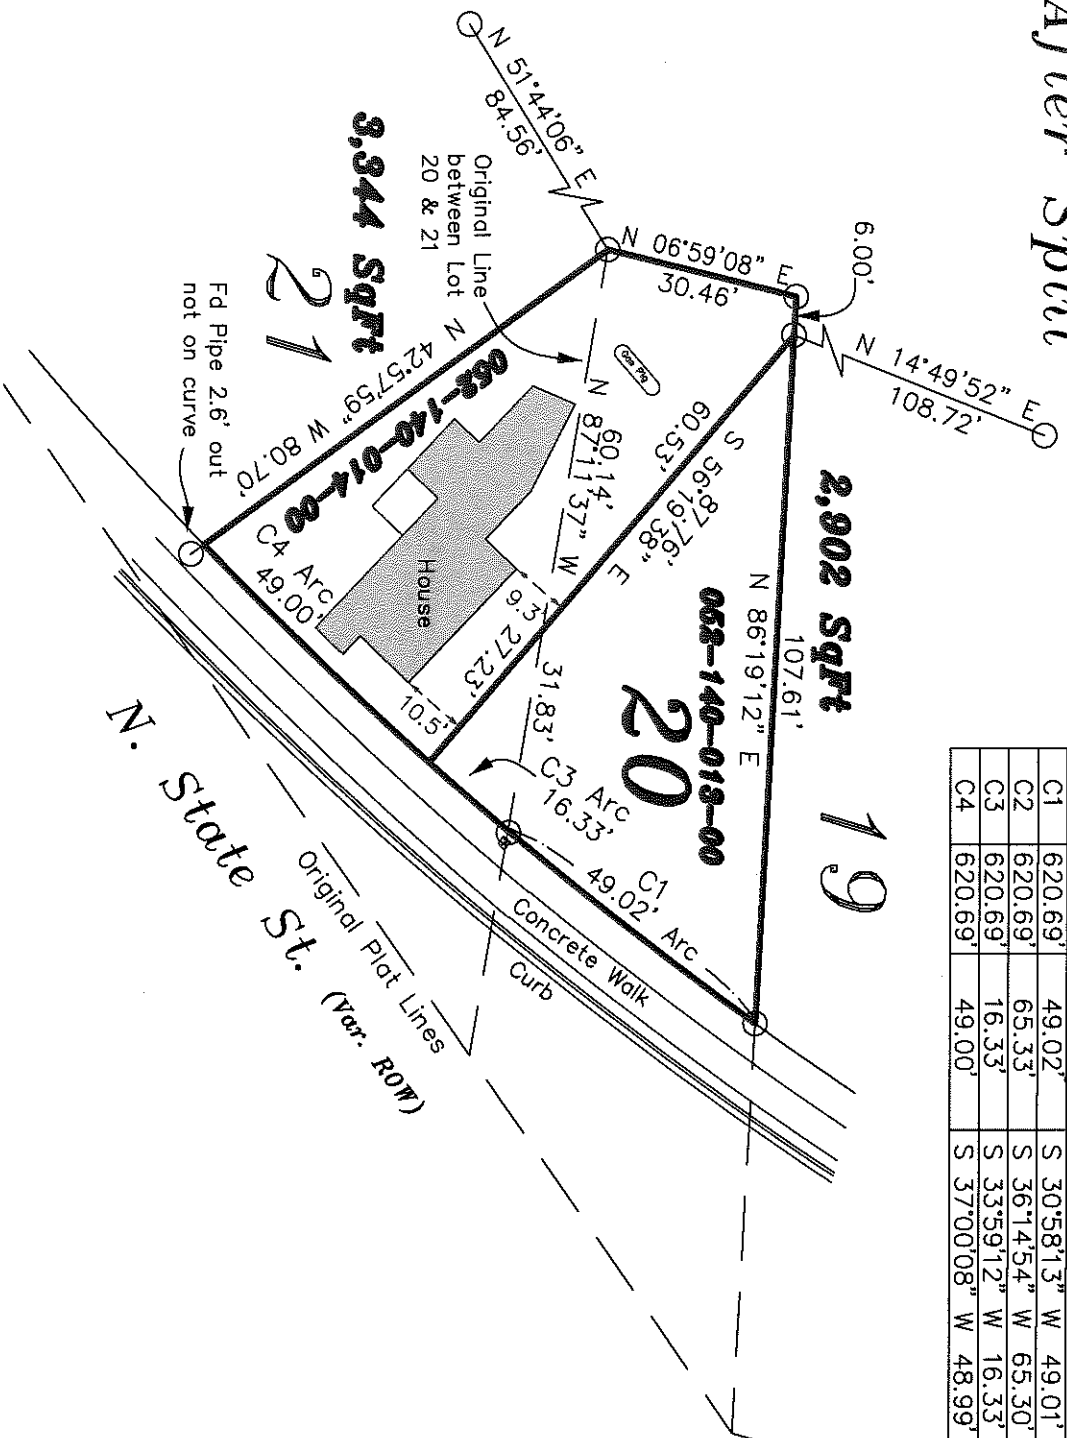 After Split
C1 620.69' 49.02' S 30°58'13" W 49.01'
C2 620.69' 65.33' S 36°14'54" W 65.30'
C3 620.69' 16.33' S 33°59'12" W 16.33'
C4 620.69' 49.00' S 37°00'08" W 48.99'
N 14°49'52" E
108.72'
6.00'
19
2,902 SqFt
107.61'
N 86°19'12" E
052-140-013-00
20
N 06°59'08" E
30.46'
N 51°44'06" E
84.56'
Original Line
between Lot
20 & 21
60.53'
87.76'
S 56°19'38" E
27.23'
60.14'
N 87°11'37" W
31.83'
9.3'
10.5'
House
C3 Arc
16.33'
C1
49.02' Arc
052-140-014-00
N 42°57'59" W 80.70'
C4 Arc
49.00'
3,344 SqFt
21
Fd Pipe 2.6' out
not on curve
Concrete Walk
Curb
Original Plat Lines
N. State St. (Var. ROW)